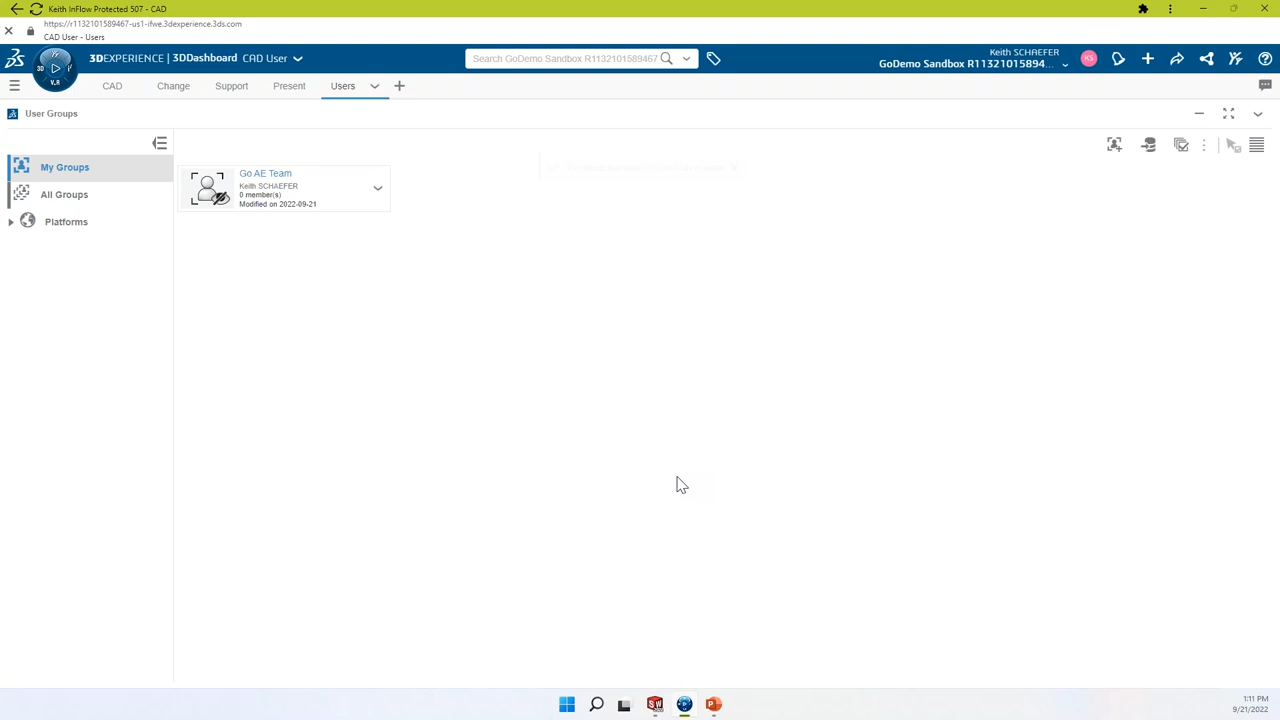 Keith InFlow Protected 507 - CAD
https://r1132101589467-us1-ifwe.3dexperience.3ds.com
CAD User - Users
3DEXPERIENCE | 3DDashboard CAD User
Search GoDemo Sandbox R1132101589467
Keith SCHAEFER
GoDemo Sandbox R11321015894...
KS
3D
V.R
CAD
Change
Support
Present
Users
User Groups
My Groups
All Groups
Platforms
Go AE Team
Keith SCHAEFER
0 member(s)
Modified on 2022-09-21
SW
P
1:11 PM
9/21/2022